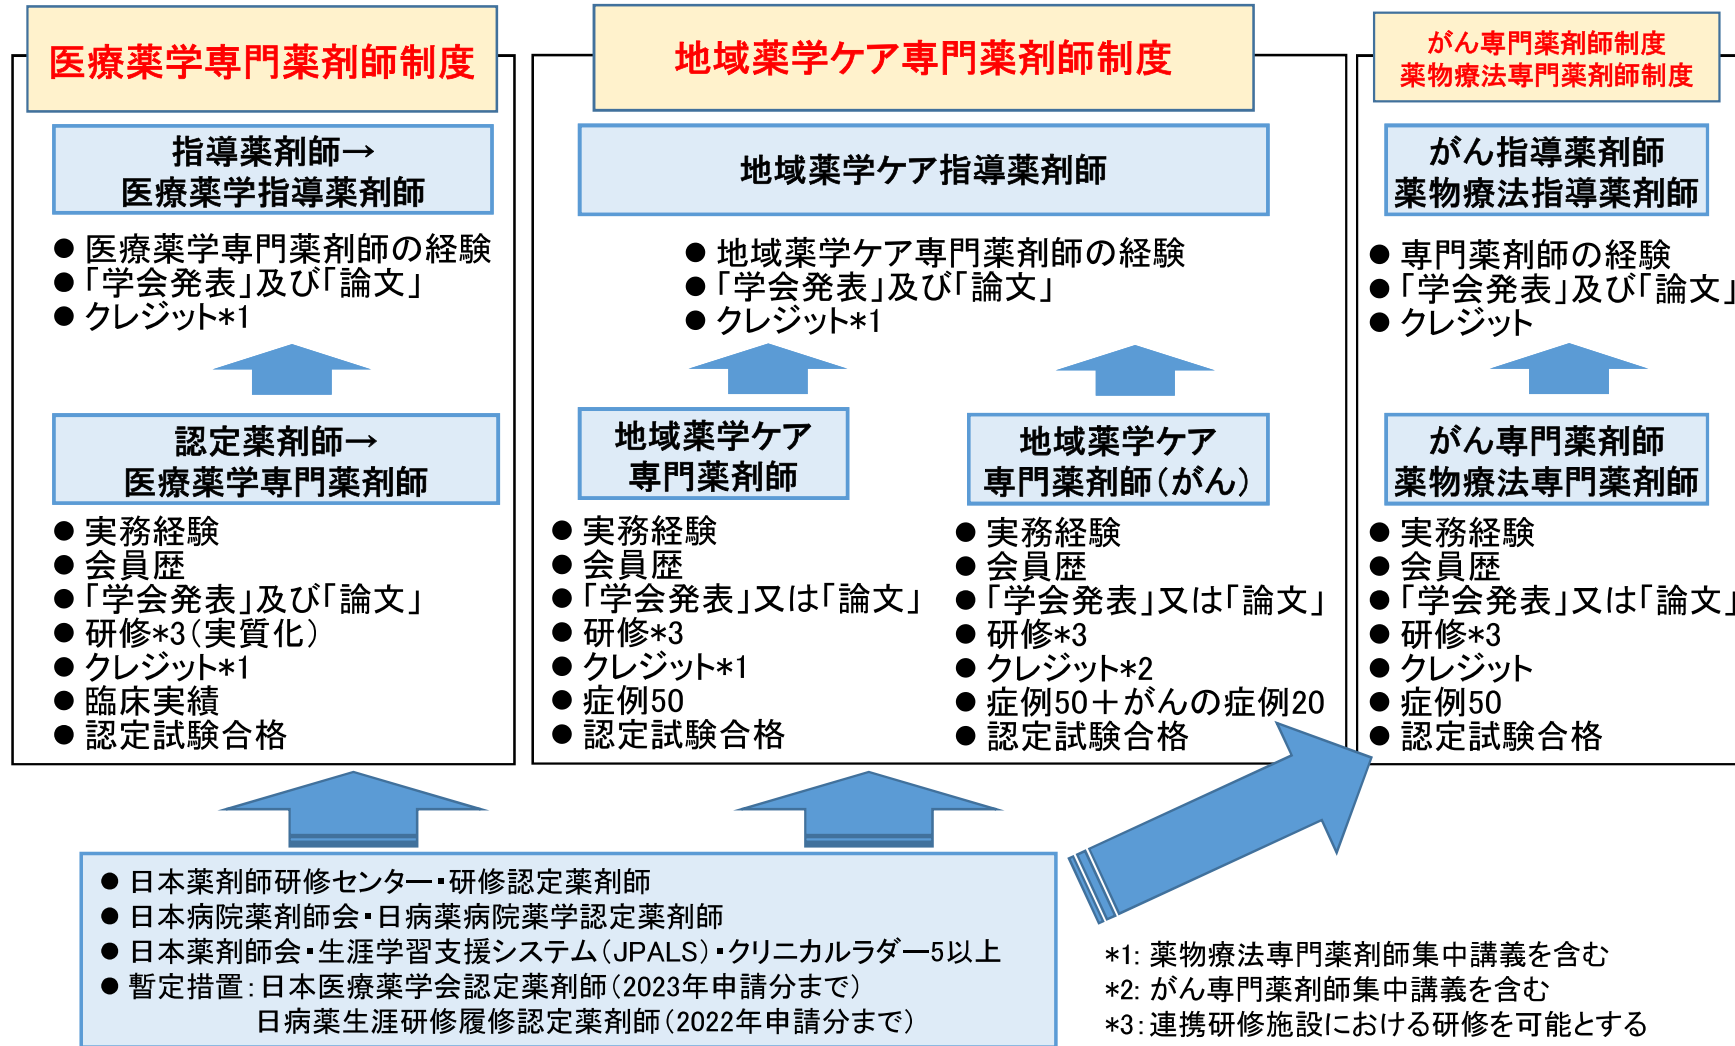 医療薬学専門薬剤師制度
指導薬剤師→
医療薬学指導薬剤師
● 医療薬学専門薬剤師の経験
● 「学会発表」及び「論文」
● クレジット*1
認定薬剤師→
医療薬学専門薬剤師
● 実務経験
● 会員歴
● 「学会発表」及び「論文」
● 研修*3(実質化)
● クレジット*1
● 臨床実績
● 認定試験合格
地域薬学ケア専門薬剤師制度
地域薬学ケア指導薬剤師
● 地域薬学ケア専門薬剤師の経験
● 「学会発表」及び「論文」
● クレジット*1
地域薬学ケア
専門薬剤師
● 実務経験
● 会員歴
● 「学会発表」又は「論文」
● 研修*3
● クレジット*1
● 症例50
● 認定試験合格
地域薬学ケア
専門薬剤師(がん)
● 実務経験
● 会員歴
● 「学会発表」又は「論文」
● 研修*3
● クレジット*2
● 症例50+がんの症例20
● 認定試験合格
がん専門薬剤師制度
薬物療法専門薬剤師制度
がん指導薬剤師
薬物療法指導薬剤師
● 専門薬剤師の経験
● 「学会発表」及び「論文」
● クレジット
がん専門薬剤師
薬物療法専門薬剤師
● 実務経験
● 会員歴
● 「学会発表」又は「論文」
● 研修*3
● クレジット
● 症例50
● 認定試験合格
● 日本薬剤師研修センター・研修認定薬剤師
● 日本病院薬剤師会・日病薬病院薬学認定薬剤師
● 日本薬剤師会・生涯学習支援システム(JPALS)・クリニカルラダー5以上
● 暫定措置:日本医療薬学会認定薬剤師(2023年申請分まで)
日病薬生涯研修履修認定薬剤師(2022年申請分まで)
*1: 薬物療法専門薬剤師集中講義を含む
*2: がん専門薬剤師集中講義を含む
*3:連携研修施設における研修を可能とする